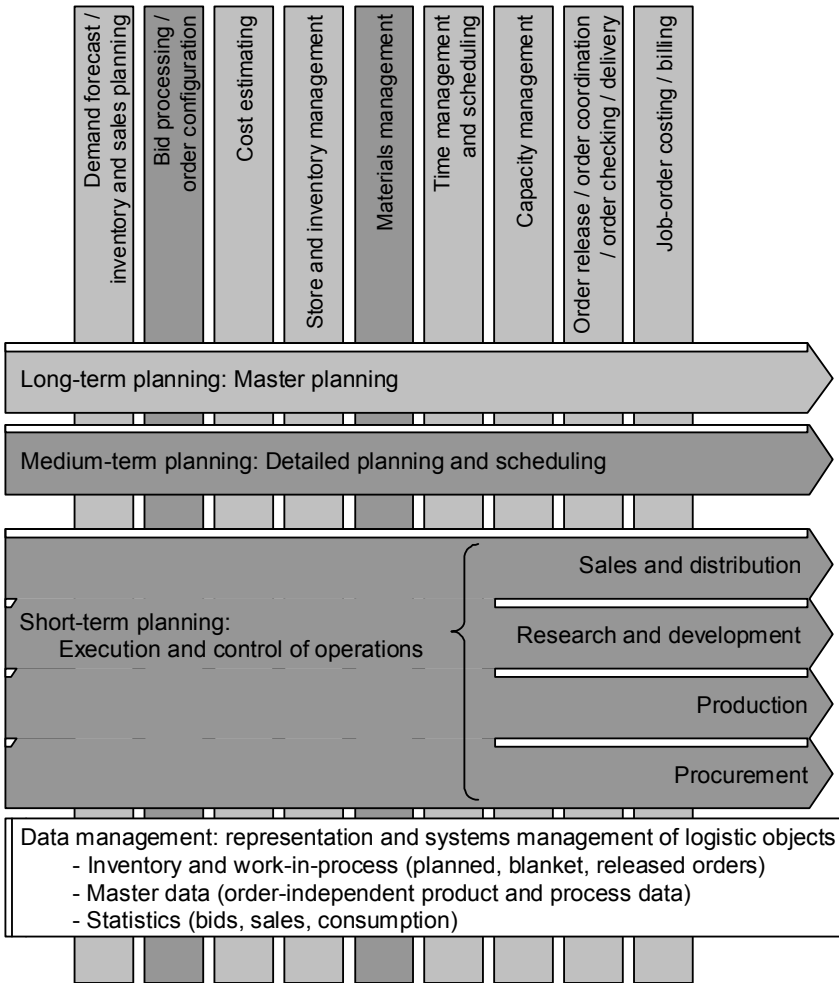 Demand forecast /
inventory and sales planning
Bid processing /
order configuration
Cost estimating
Store and inventory management
Materials management
Time management
and scheduling
Capacity management
Order release / order coordination
/ order checking / delivery
Job-order costing / billing
Long-term planning: Master planning
Medium-term planning: Detailed planning and scheduling
Short-term planning:
Execution and control of operations
Sales and distribution
Research and development
Production
Procurement
Data management: representation and systems management of logistic objects
- Inventory and work-in-process (planned, blanket, released orders)
- Master data (order-independent product and process data)
- Statistics (bids, sales, consumption)